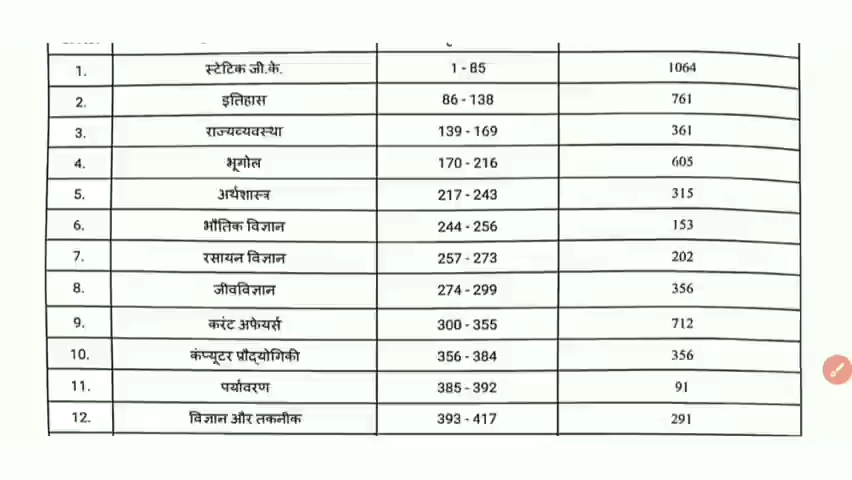 1. स्टेटिक जी.के. 1 - 85 1064
2. इतिहास 86 - 138 761
3. राज्यव्यवस्था 139 - 169 361
4. भूगोल 170 - 216 605
5. अर्थशास्त्र 217 - 243 315
6. भौतिक विज्ञान 244 - 256 153
7. रसायन विज्ञान 257 - 273 202
8. जीवविज्ञान 274 - 299 356
9. करंट अफेयर्स 300 - 355 712
10. कंप्यूटर प्रौद्योगिकी 356 - 384 356
11. पर्यावरण 385 - 392 91
12. विज्ञान और तकनीक 393 - 417 291